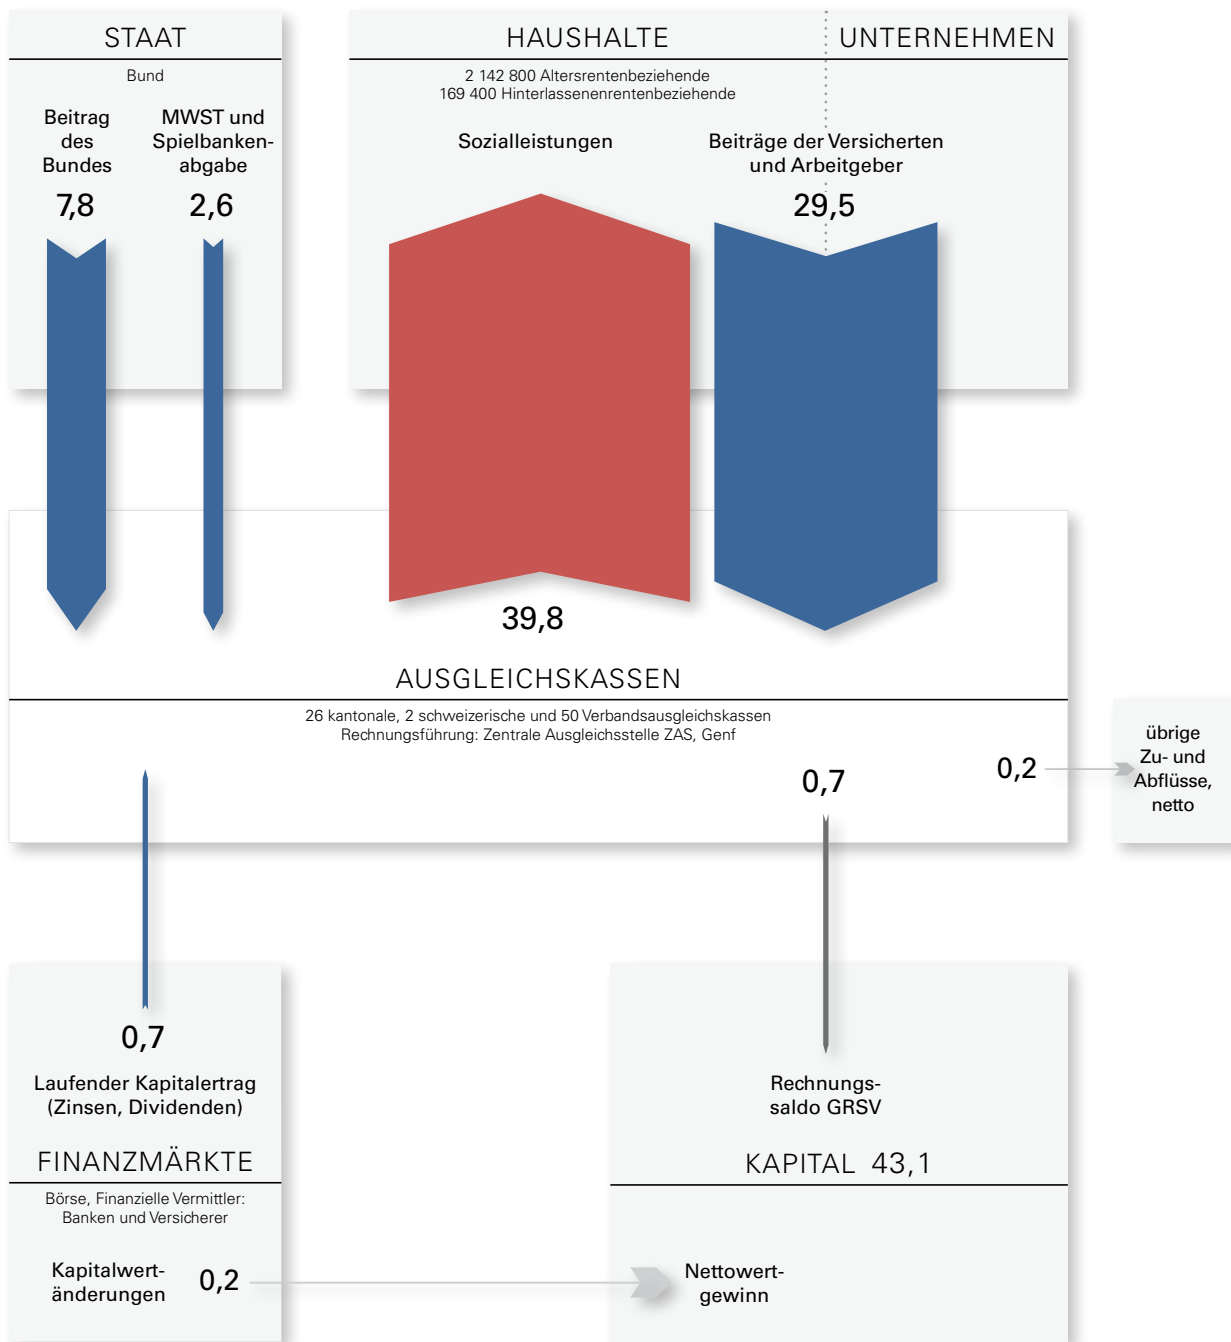 STAAT
Bund
Beitrag
des
Bundes
7,8
MWST und
Spielbanken-
abgabe
2,6
HAUSHALTE
UNTERNEHMEN
2 142 800 Altersrentenbeziehende
169 400 Hinterlassenenrentenbeziehende
Sozialleistungen
Beiträge der Versicherten
und Arbeitgeber
29,5
39,8
AUSGLEICHSKASSEN
26 kantonale, 2 schweizerische und 50 Verbandsausgleichskassen
Rechnungsführung: Zentrale Ausgleichsstelle ZAS, Genf
0,7
0,2
übrige
Zu- und
Abflüsse,
netto
0,7
Laufender Kapitalertrag
(Zinsen, Dividenden)
FINANZMÄRKTE
Börse, Finanzielle Vermittler:
Banken und Versicherer
Kapitalwert-
änderungen
0,2
Rechnungs-
saldo GRSV
KAPITAL 43,1
Nettowert-
gewinn